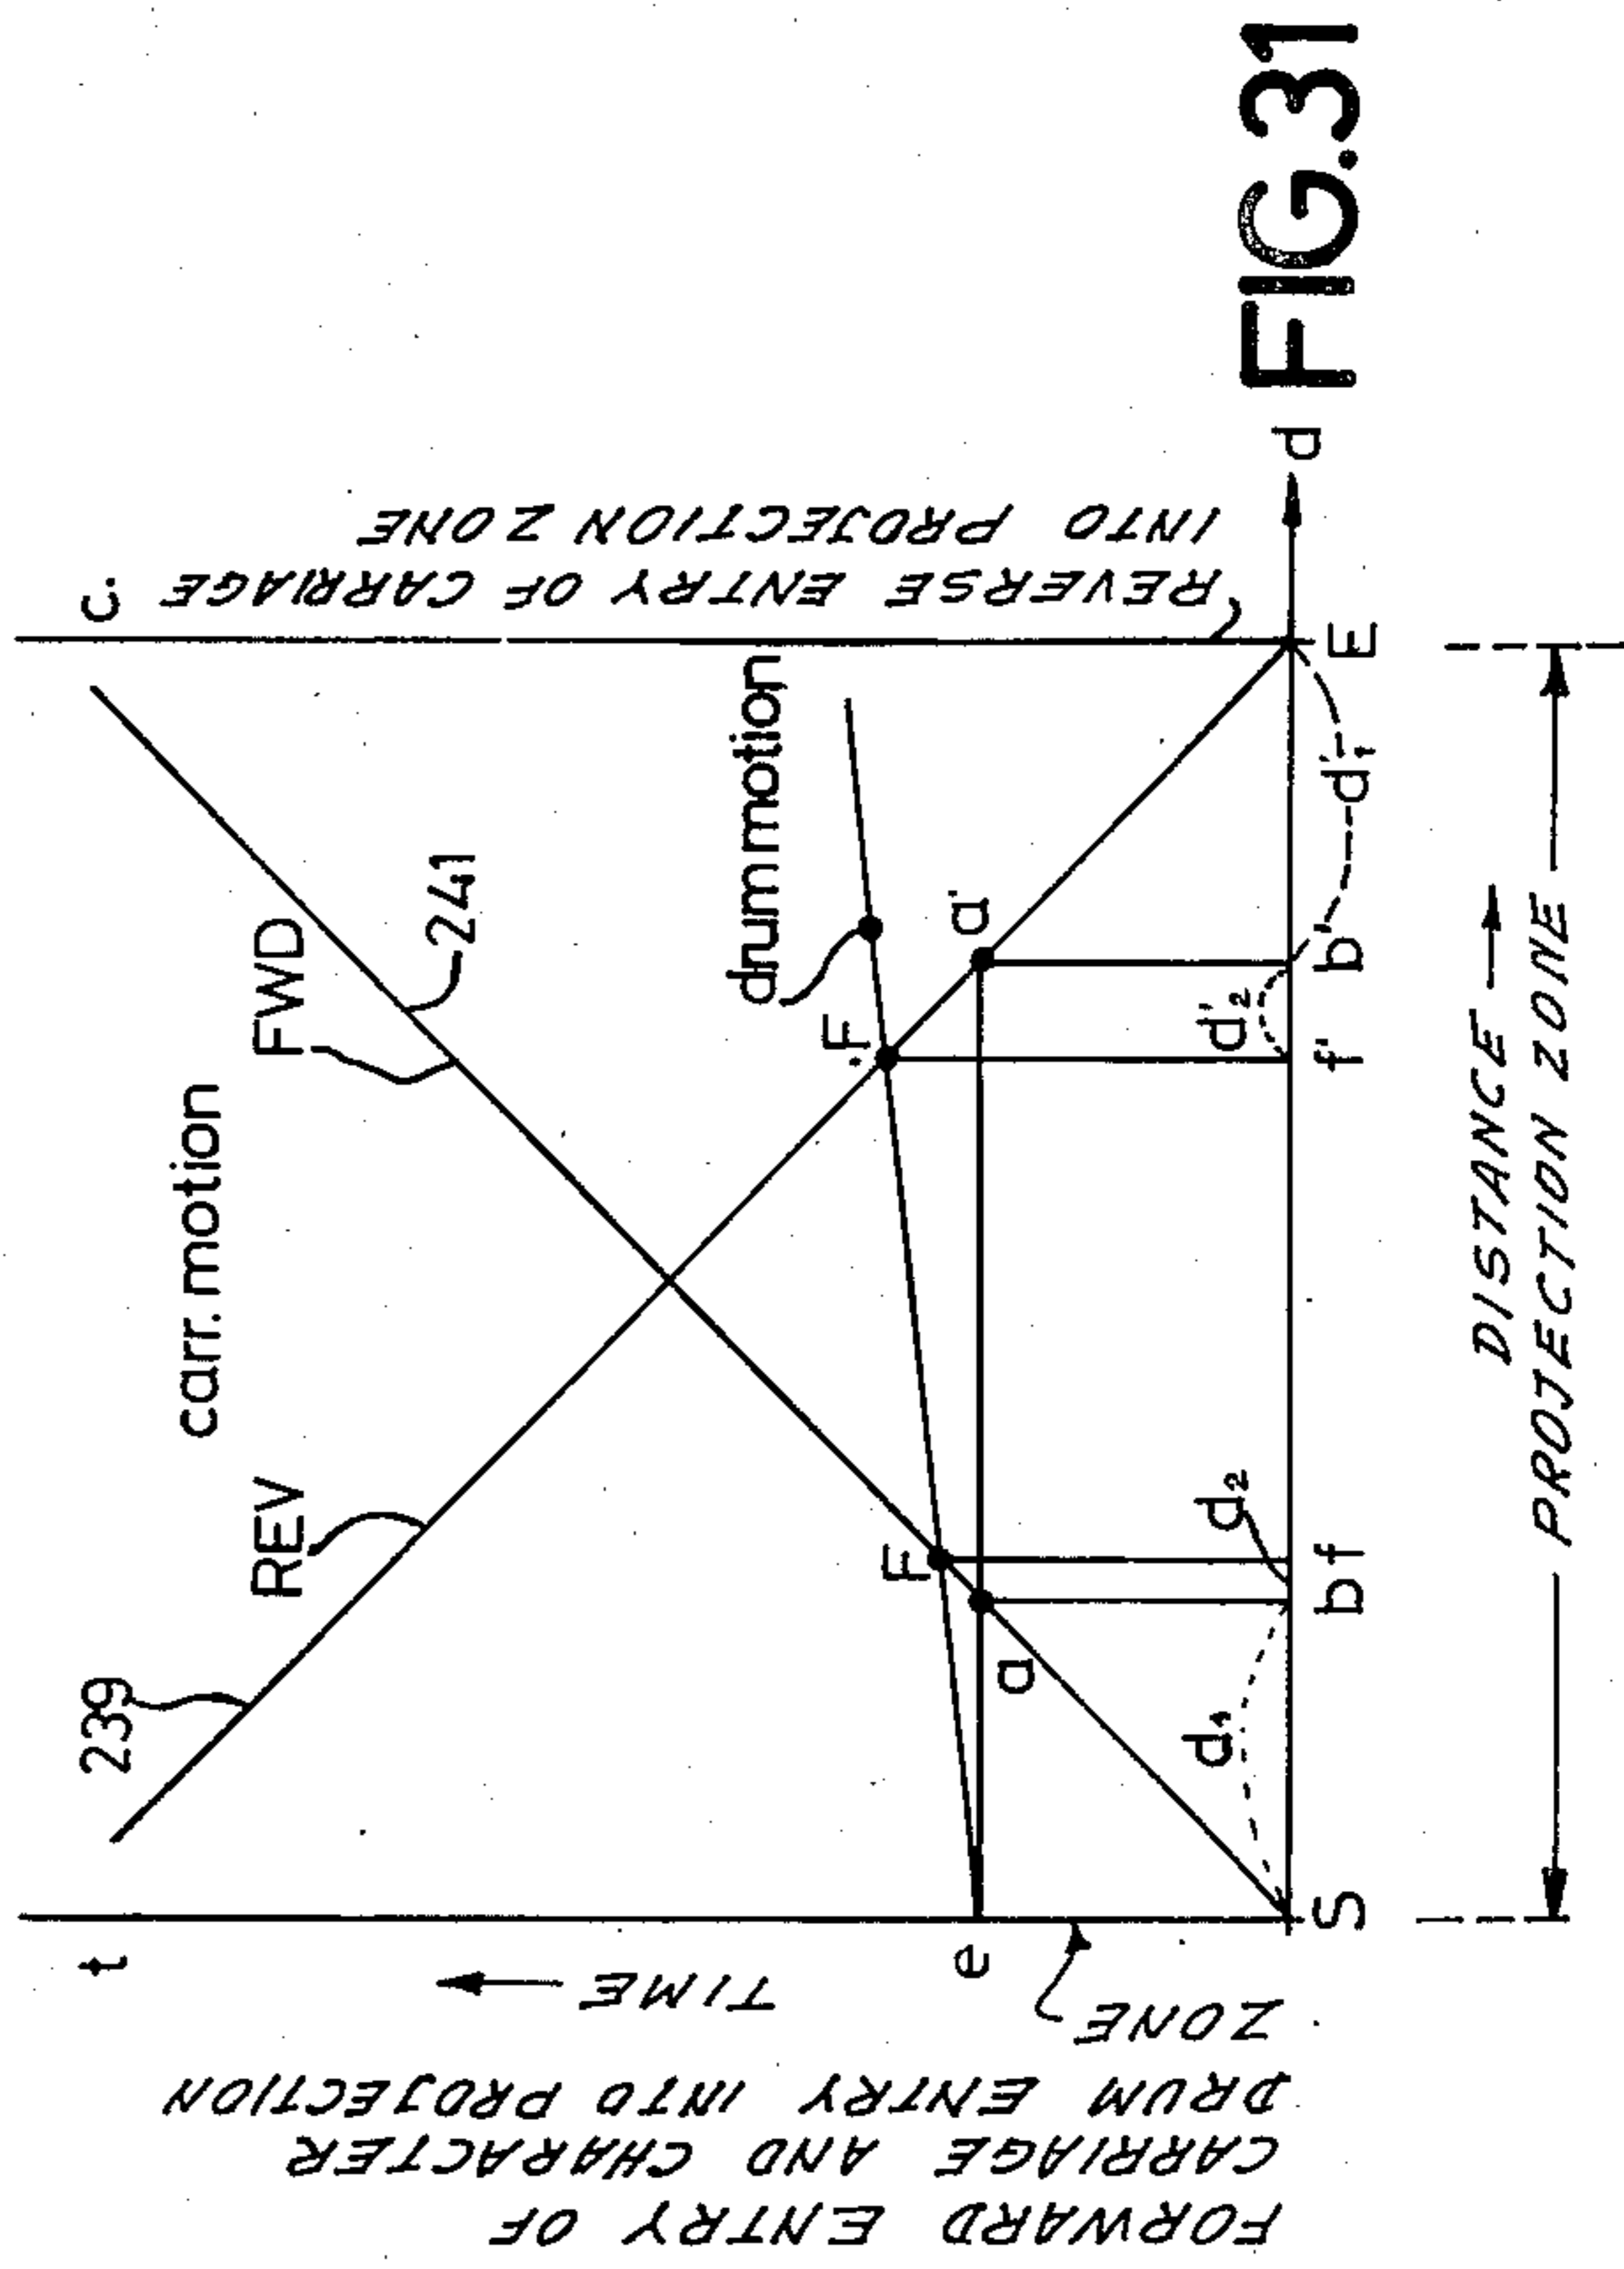 FORWARD ENTRY OF
CARRIAGE AND CHARACTER
DRUM ENTRY INTO PROJECTION
ZONE
TIME
t
e
239
REV
carr. motion
FWD
241
c.
REVERSE ENTRY OF CARRIAGE
INTO PROJECTION ZONE
drum motion
F
F
a
a'
d₁
d₂
d'₂
d'₁
S
b f
f'
b'
E
d
DISTANCE
PROJECTION ZONE
FIG.31